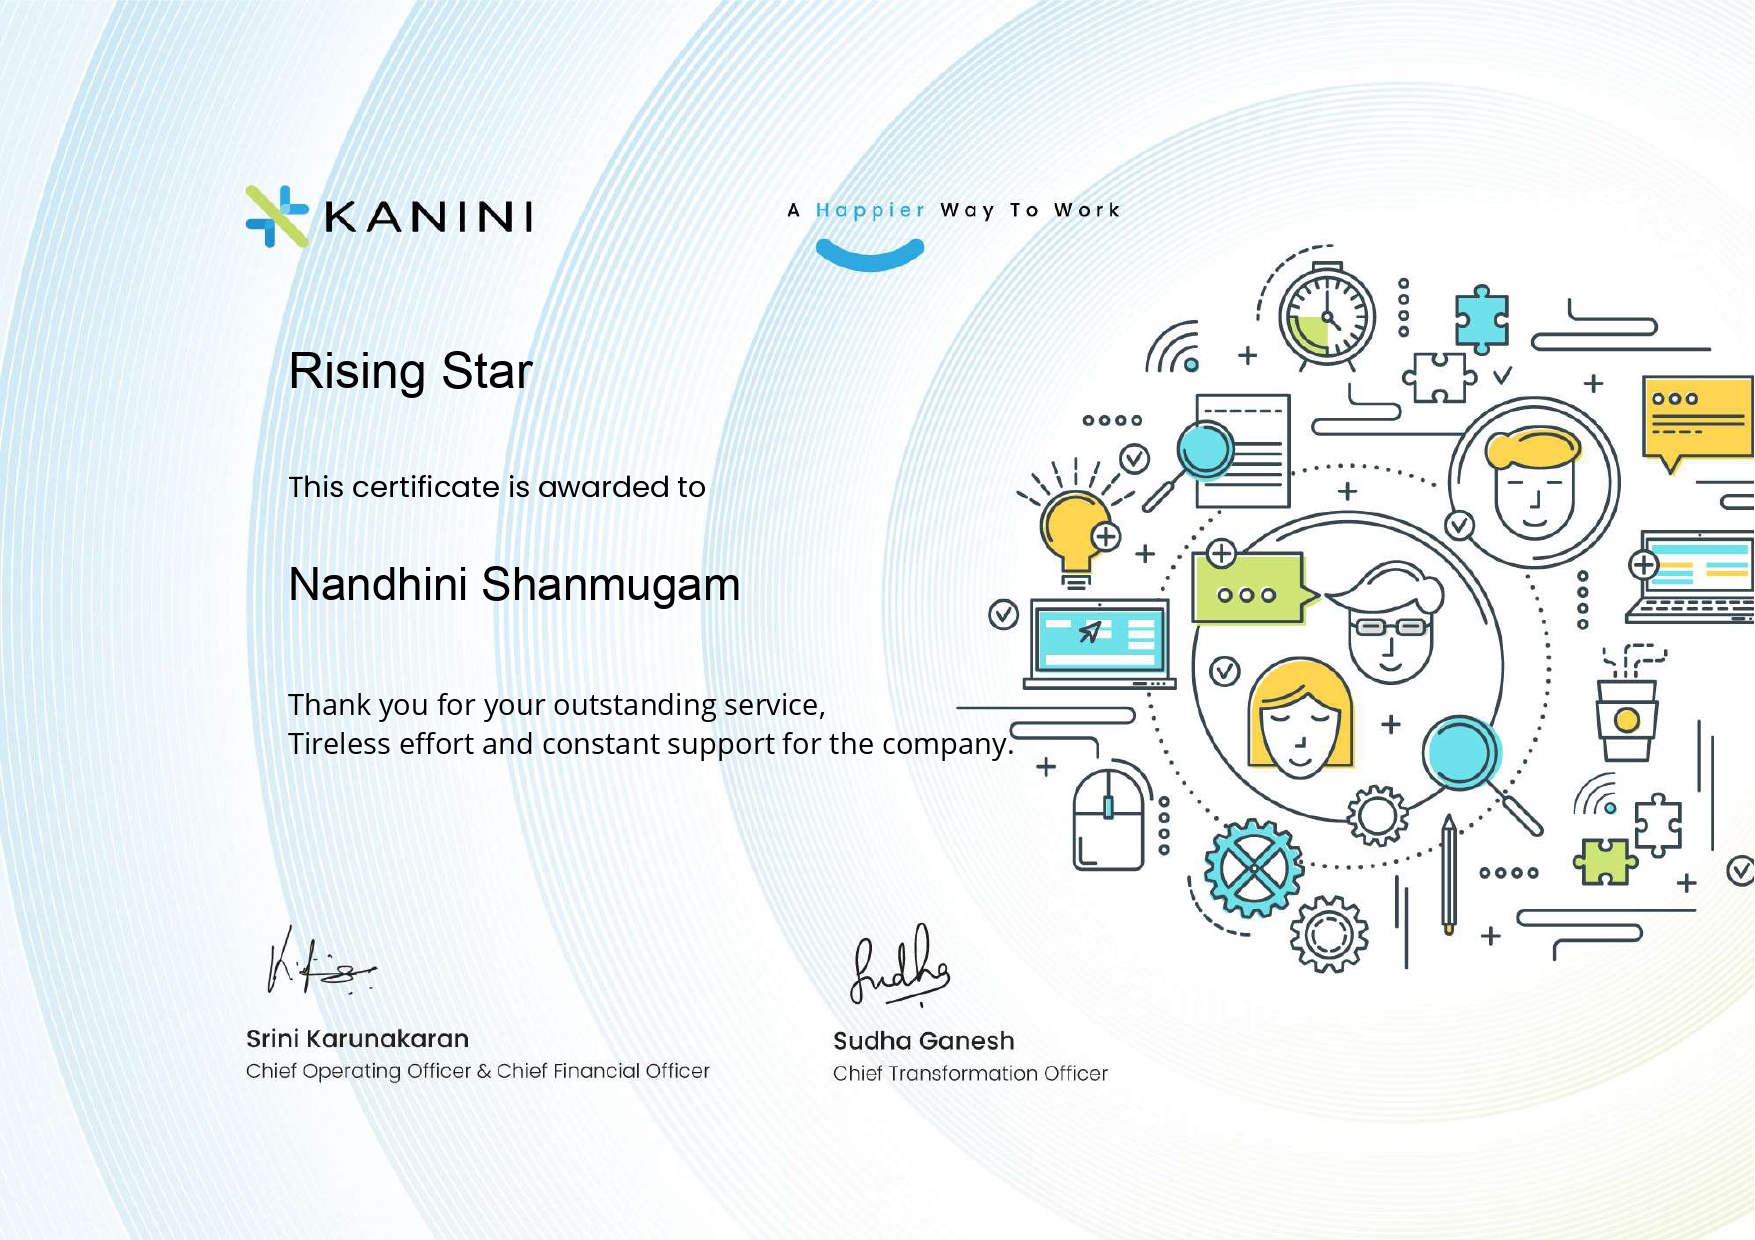 KANINI
A Happier Way To Work
Rising Star
This certificate is awarded to
Nandhini Shanmugam
Thank you for your outstanding service,
Tireless effort and constant support for the company.
Sudha
Srini Karunakaran
Chief Operating Officer & Chief Financial Officer
Sudha Ganesh
Chief Transformation Officer